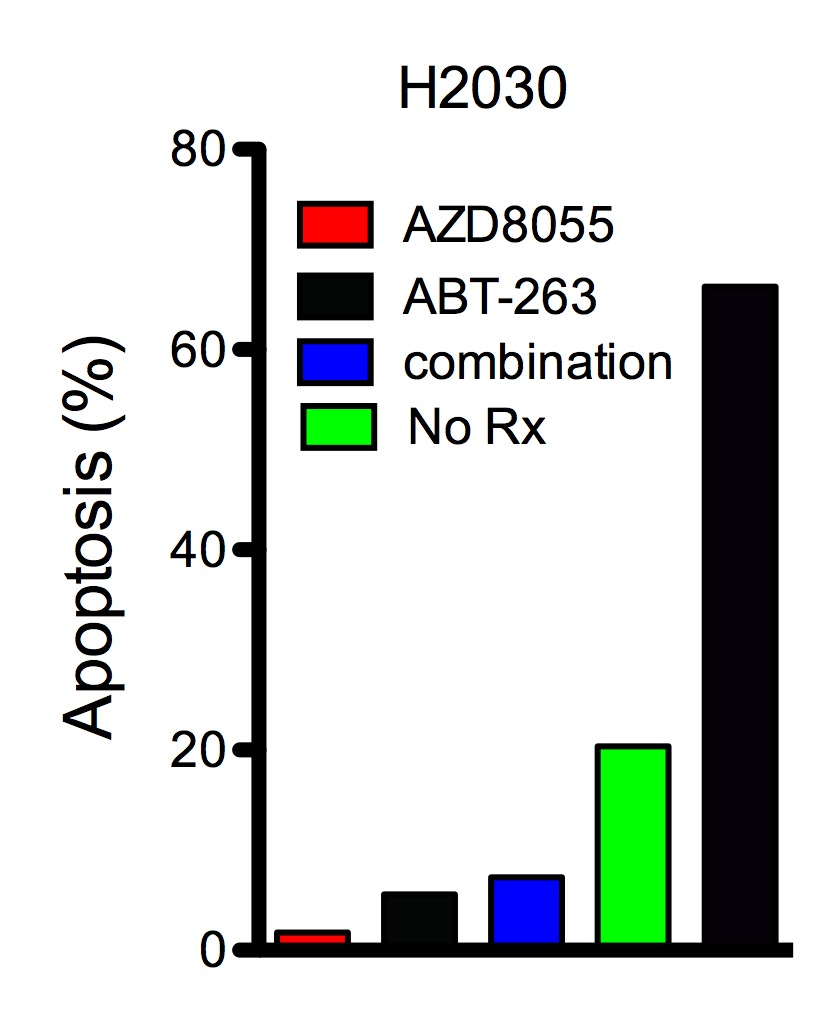 H2030
80
60
40
20
0
Apoptosis (%)
AZD8055
ABT-263
combination
No Rx